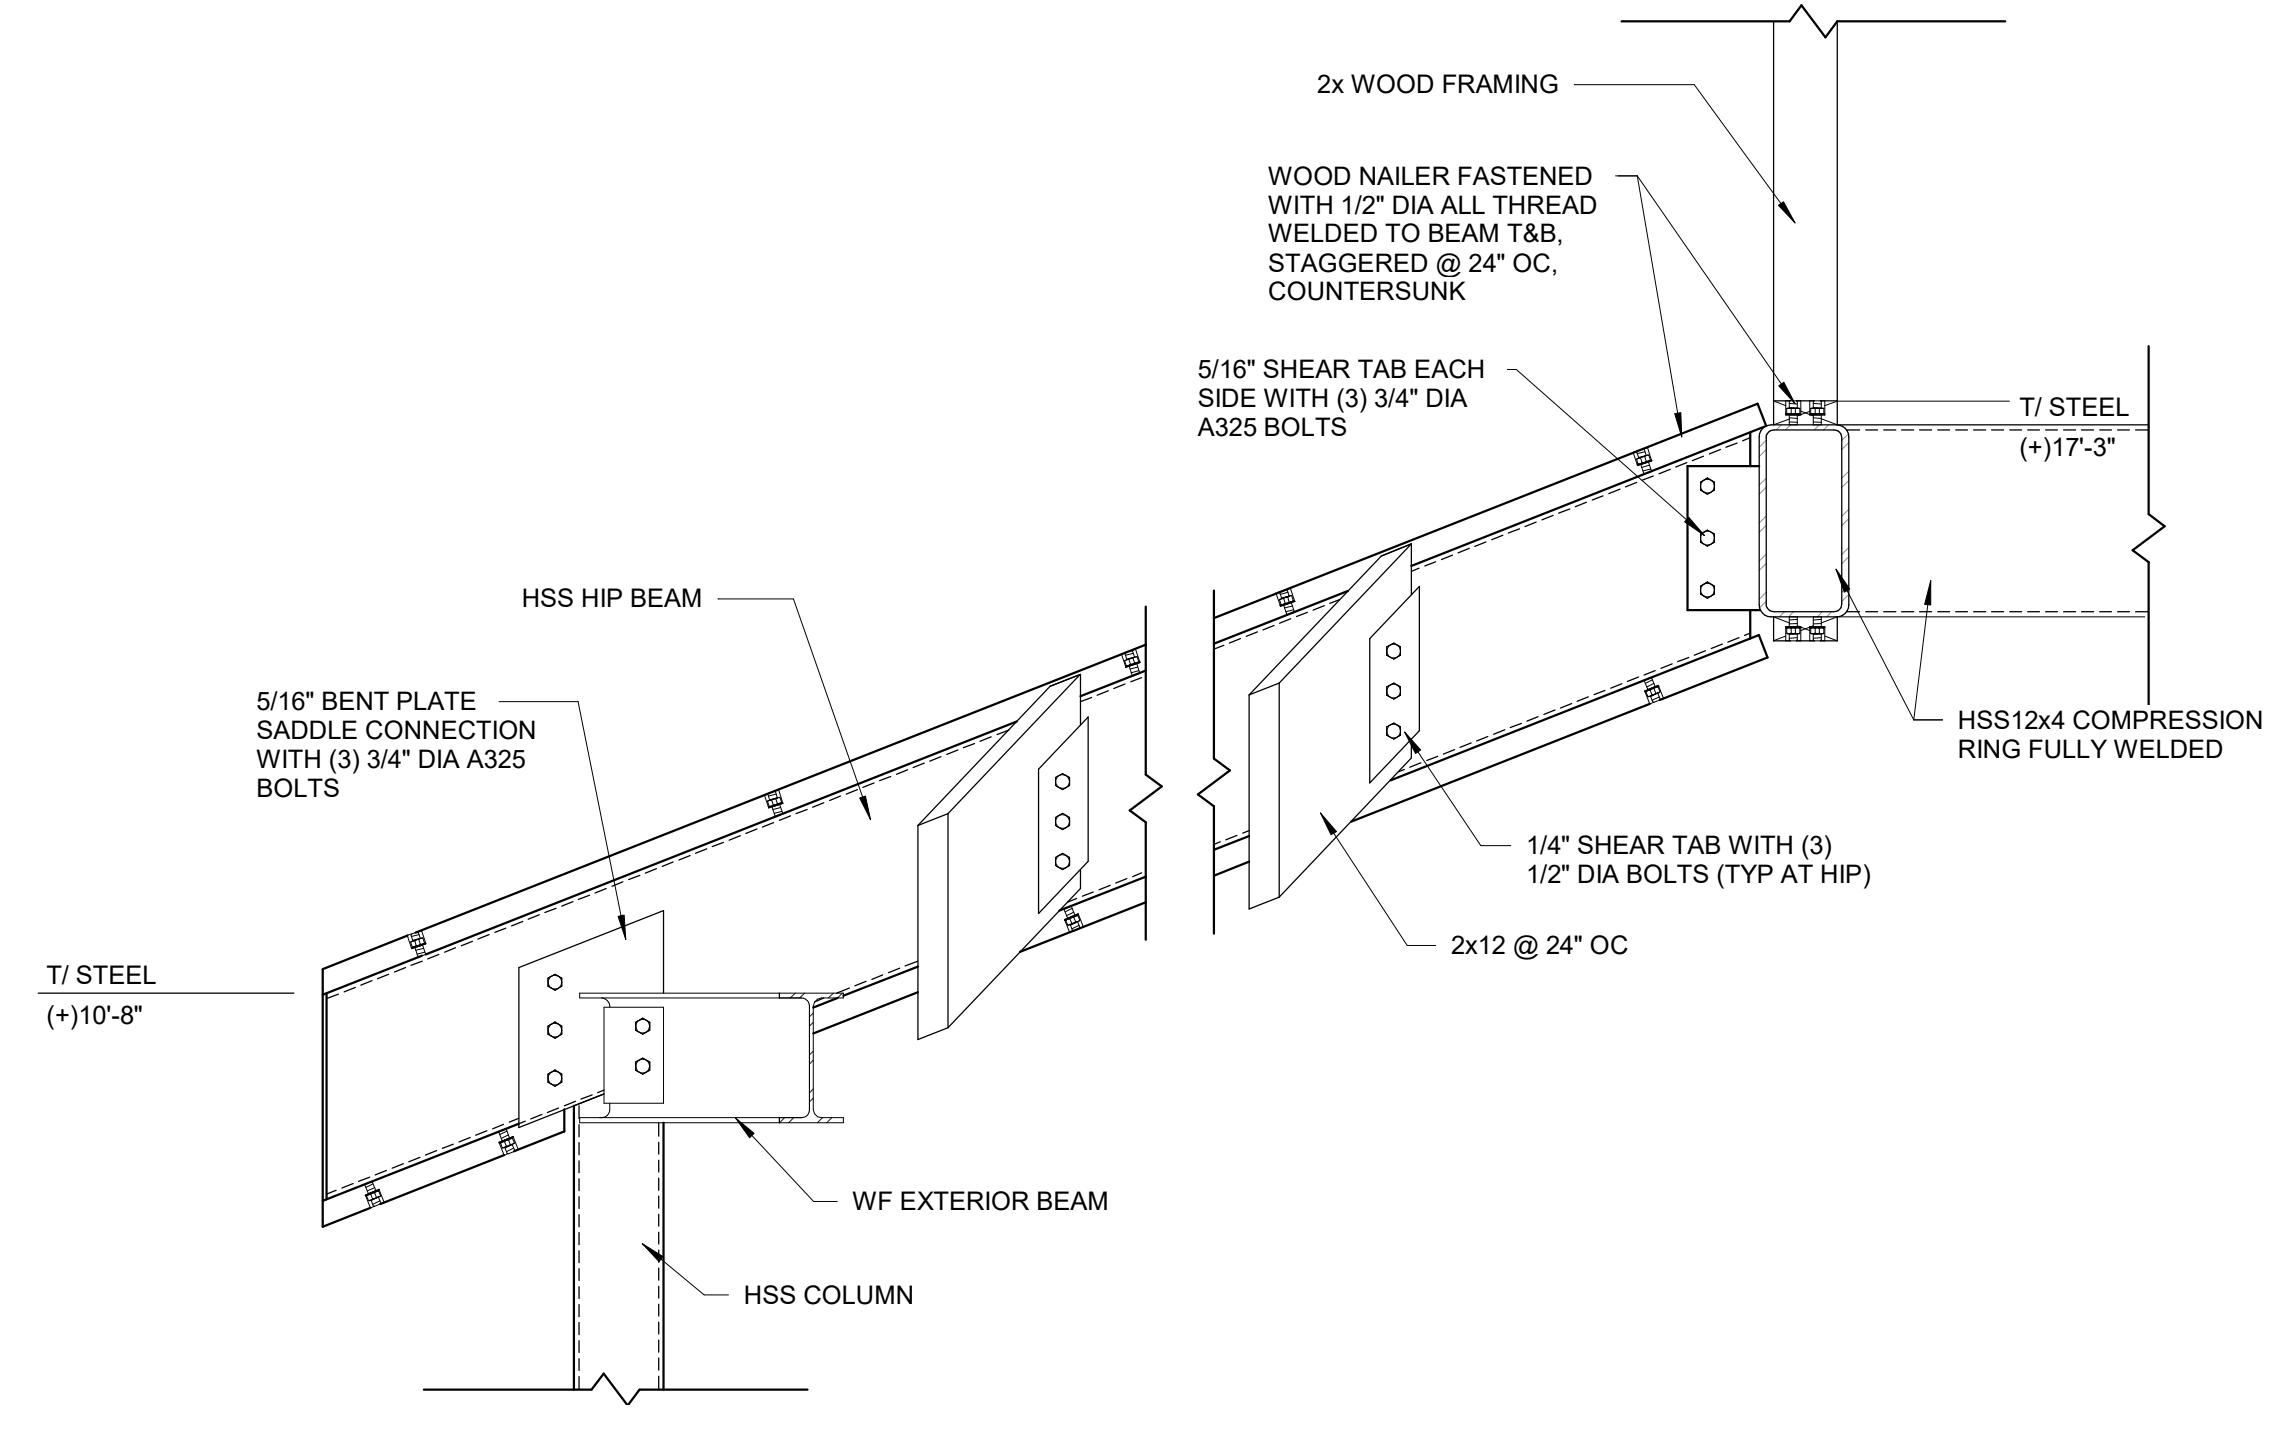 2x WOOD FRAMING
WOOD NAILER FASTENED
WITH 1/2" DIA ALL THREAD
WELDED TO BEAM T&B,
STAGGERED @ 24" OC,
COUNTERSUNK
5/16" SHEAR TAB EACH
SIDE WITH (3) 3/4" DIA
A325 BOLTS
T/ STEEL
(+)17'-3"
HSS HIP BEAM
5/16" BENT PLATE
SADDLE CONNECTION
WITH (3) 3/4" DIA A325
BOLTS
HSS12x4 COMPRESSION
RING FULLY WELDED
1/4" SHEAR TAB WITH (3)
1/2" DIA BOLTS (TYP AT HIP)
2x12 @ 24" OC
T/ STEEL
(+)10'-8"
WF EXTERIOR BEAM
HSS COLUMN